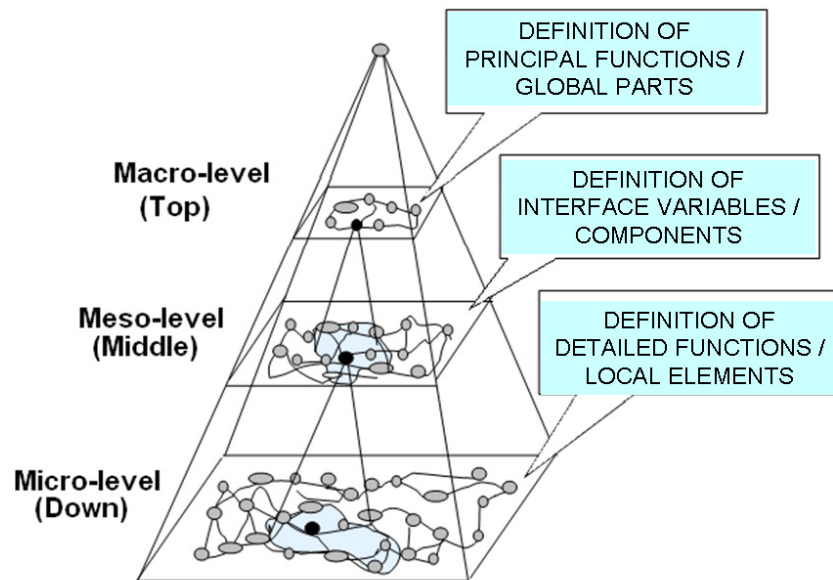 DEFINITION OF
PRINCIPAL FUNCTIONS /
GLOBAL PARTS
Macro-level
(Top)
DEFINITION OF
INTERFACE VARIABLES /
COMPONENTS
Meso-level
(Middle)
DEFINITION OF
DETAILED FUNCTIONS /
LOCAL ELEMENTS
Micro-level
(Down)